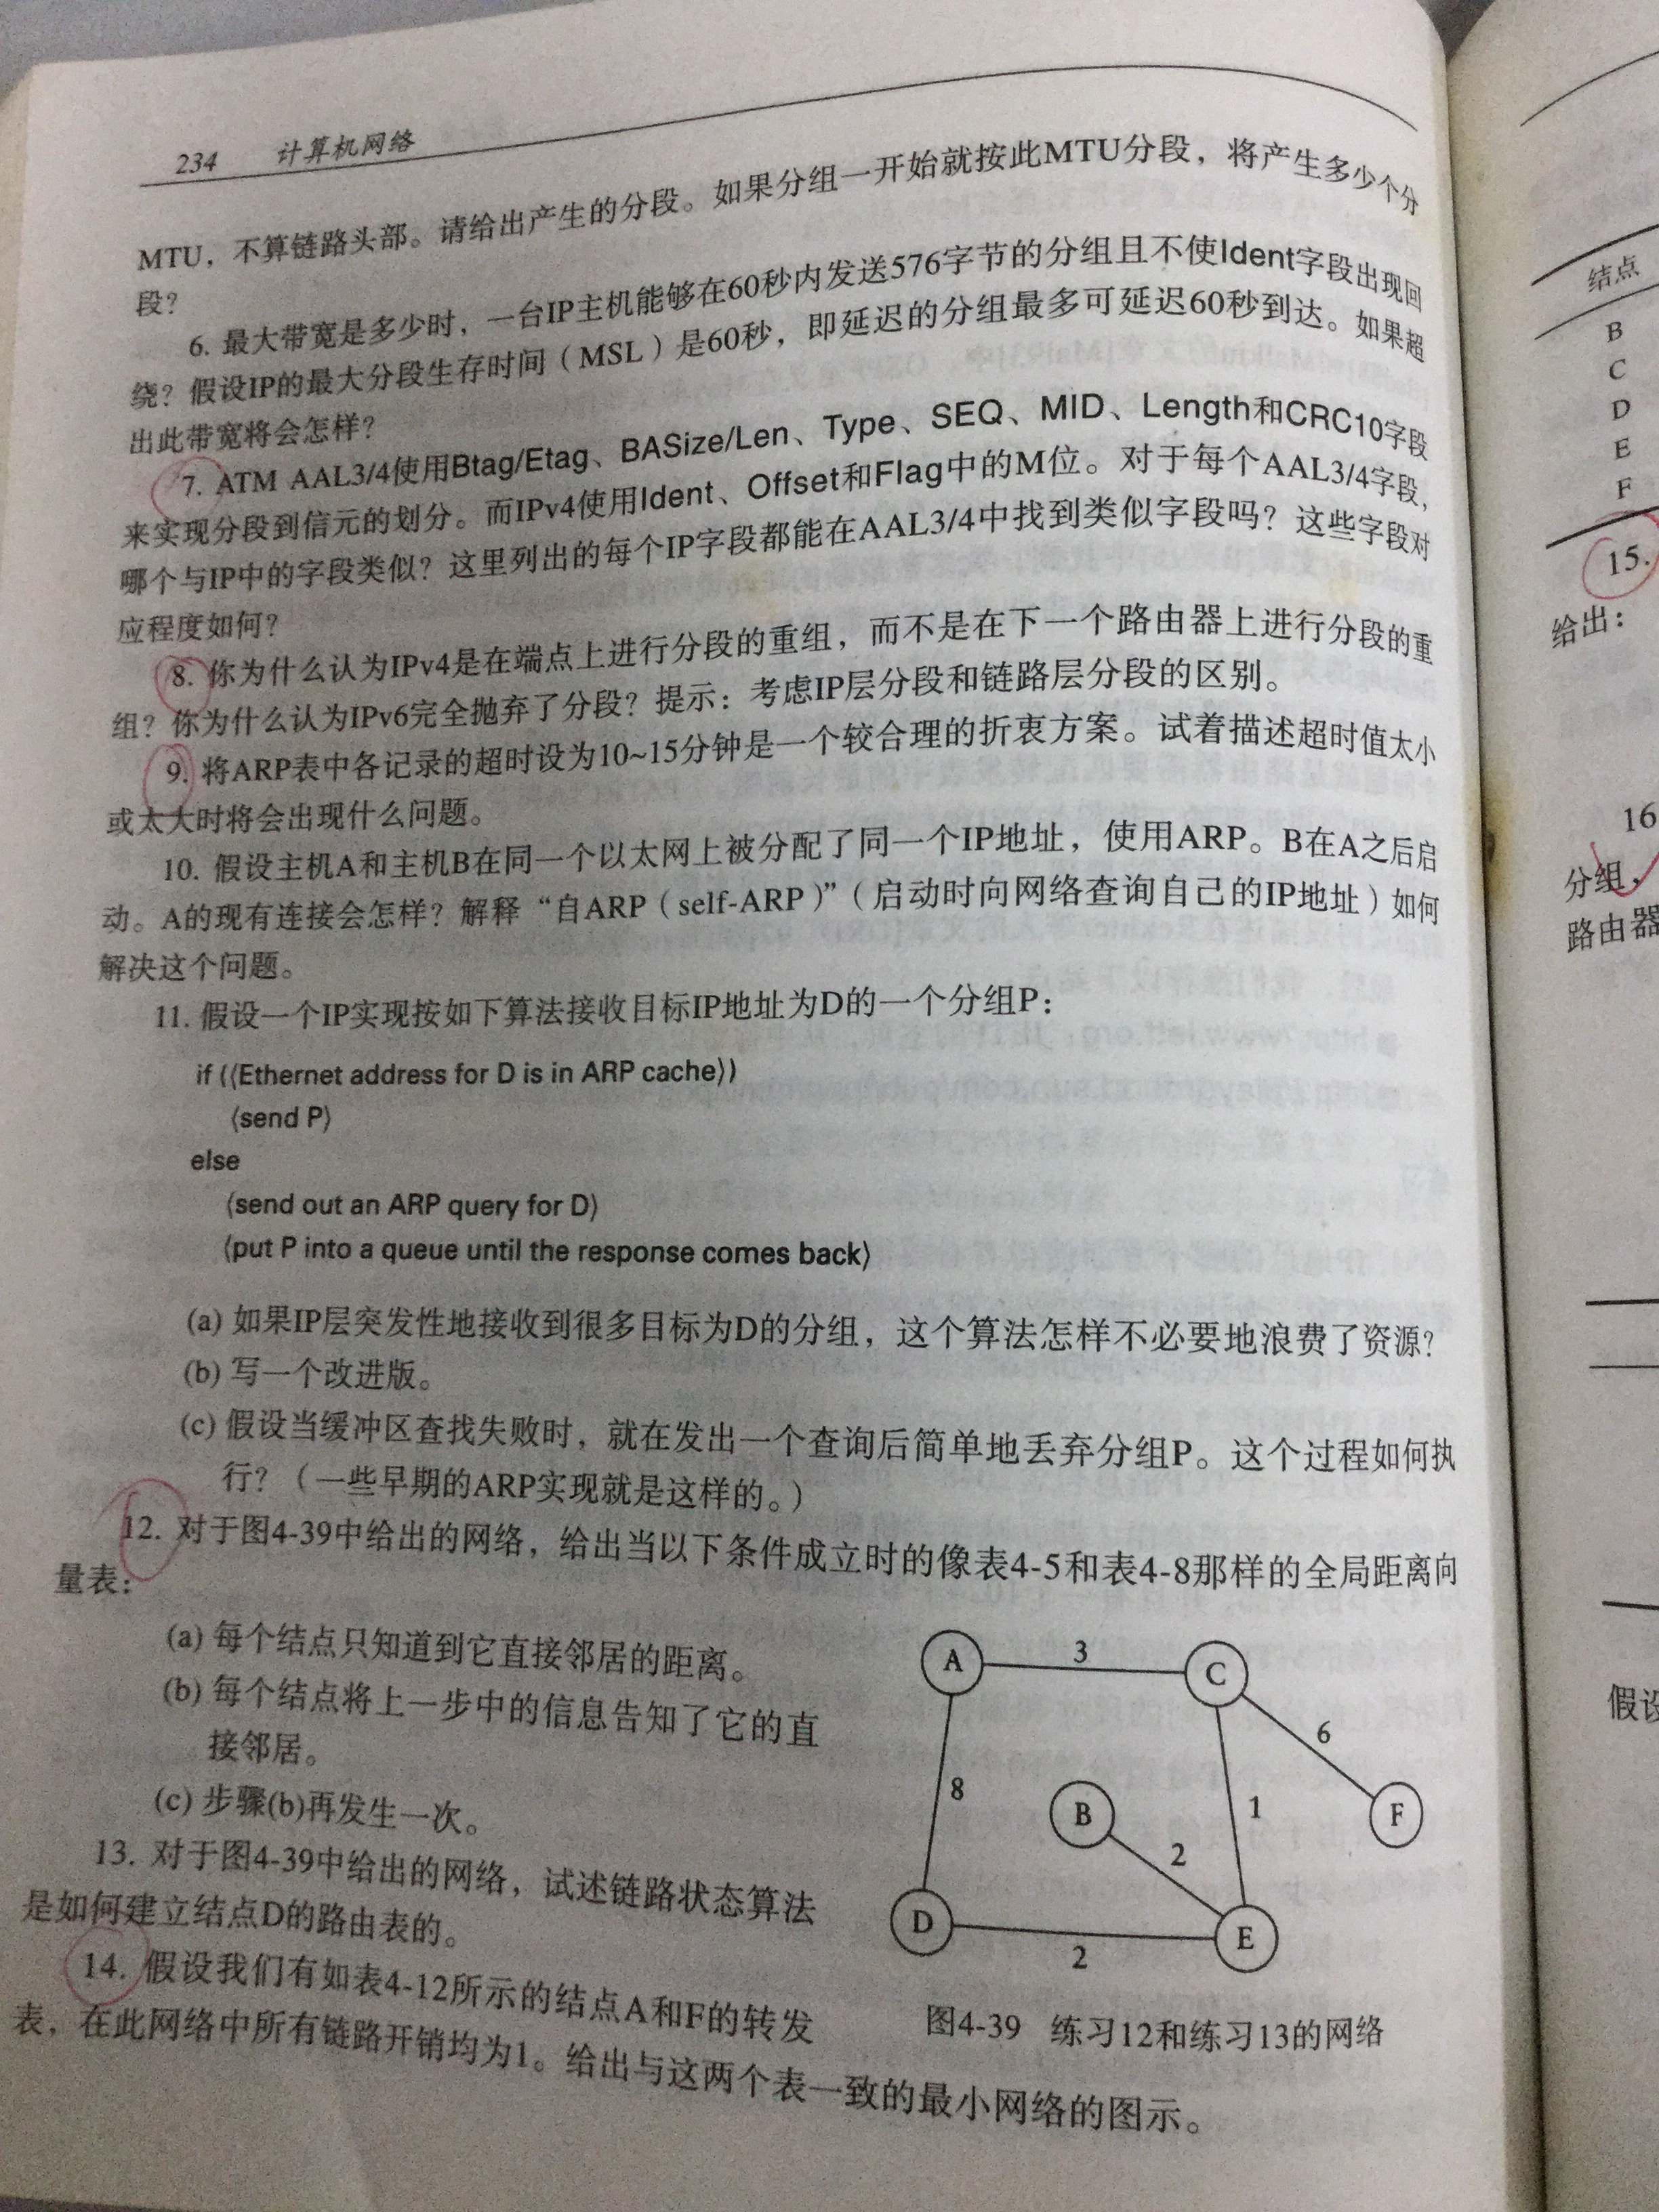 234 计算机网络
MTU，不算链路头部。请给出产生的分段。如果分组一开始就按此MTU分段，将产生多少个分
段？
6. 最大带宽是多少时，一台IP主机能够在60秒内发送576字节的分组且不使Ident字段出现回
绕？假设IP的最大分段生存时间（MSL）是60秒，即延迟的分组最多可延迟60秒到达。如果超
出此带宽将会怎样？
7. ATM AAL3/4使用Btag/Etag、BASize/Len、Type、SEQ、MID、Length和CRC10字段
来实现分段到信元的划分。而IPv4使用Ident、Offset和Flag中的M位。对于每个AAL3/4字段，
哪个与IP中的字段类似？这里列出的每个IP字段都能在AAL3/4中找到类似字段吗？这些字段对
应程度如何？
8. 你为什么认为IPv4是在端点上进行分段的重组，而不是在下一个路由器上进行分段的重
组？你为什么认为IPv6完全抛弃了分段？提示：考虑IP层分段和链路层分段的区别。
9. 将ARP表中各记录的超时设为10~15分钟是一个较合理的折衷方案。试着描述超时值太小
或太大时将会出现什么问题。
10. 假设主机A和主机B在同一个以太网上被分配了同一个IP地址，使用ARP。B在A之后启
动。A的现有连接会怎样？解释“自ARP（self-ARP）”（启动时向网络查询自己的IP地址）如何
解决这个问题。
11. 假设一个IP实现按如下算法接收目标IP地址为D的一个分组P：
if (⟨Ethernet address for D is in ARP cache⟩)
⟨send P⟩
else
⟨send out an ARP query for D⟩
⟨put P into a queue until the response comes back⟩
(a) 如果IP层突发性地接收到很多目标为D的分组，这个算法怎样不必要地浪费了资源？
(b) 写一个改进版。
(c) 假设当缓冲区查找失败时，就在发出一个查询后简单地丢弃分组P。这个过程如何执
行？（一些早期的ARP实现就是这样的。）
12. 对于图4-39中给出的网络，给出当以下条件成立时的像表4-5和表4-8那样的全局距离向
量表：
(a) 每个结点只知道到它直接邻居的距离。
(b) 每个结点将上一步中的信息告知了它的直
接邻居。
(c) 步骤(b)再发生一次。
13. 对于图4-39中给出的网络，试述链路状态算法
是如何建立结点D的路由表的。
14. 假设我们有如表4-12所示的结点A和F的转发
表，在此网络中所有链路开销均为1。给出与这两个表一致的最小网络的图示。
A 3 C
6
8 B 1 F
2
D E
2
图4-39 练习12和练习13的网络
结点
B
C
D
E
F
15.
给出：
16
分组，
路由器
假设